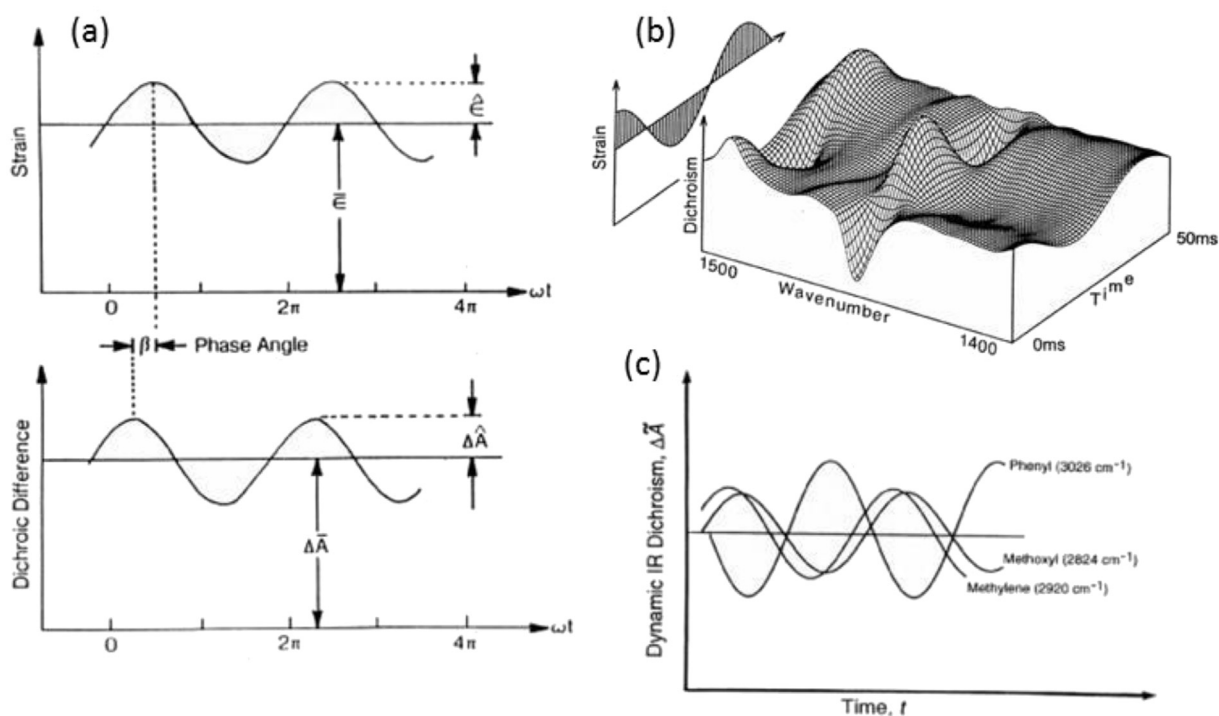 (a)
Strain
ε̂
ε̄
0
2π
4π
ωt
β
Phase Angle
Dichroic Difference
ΔÂ
ΔĀ
0
2π
4π
ωt
(b)
Strain
Dichroism
1500
Wavenumber
1400
0ms
Time
50ms
(c)
Dynamic IR Dichroism, ΔÃ
Phenyl (3026 cm⁻¹)
Methoxyl (2824 cm⁻¹)
Methylene (2920 cm⁻¹)
Time, t